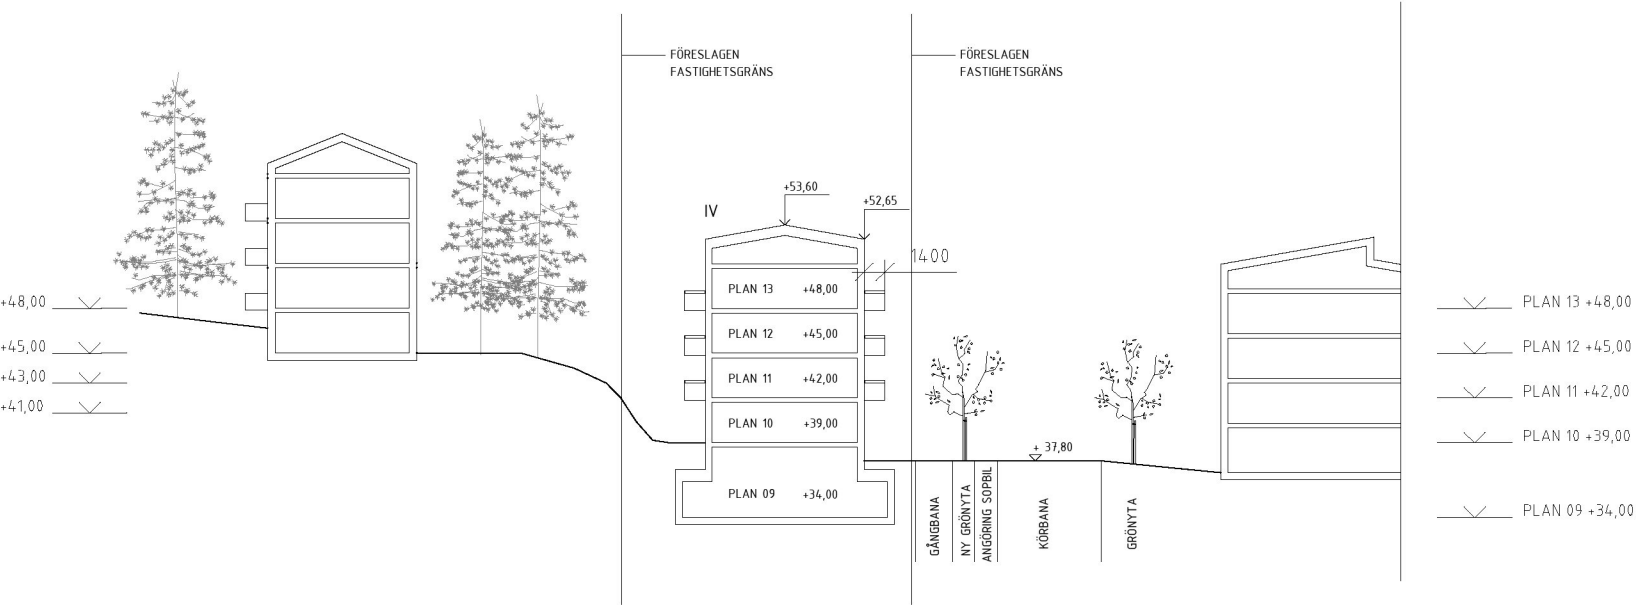 FÖRESLAGEN
FASTIGHETSGRÄNS
FÖRESLAGEN
FASTIGHETSGRÄNS
+53,60
+52,65
IV
1400
PLAN 13 +48,00
PLAN 12 +45,00
PLAN 11 +42,00
PLAN 10 +39,00
PLAN 09 +34,00
+48,00
+45,00
+43,00
+41,00
+ 37,80
GÅNGBANA
NY GRÖNYTA
ANGÖRING SOPBIL
KÖRBANA
GRÖNYTA
PLAN 13 +48,00
PLAN 12 +45,00
PLAN 11 +42,00
PLAN 10 +39,00
PLAN 09 +34,00